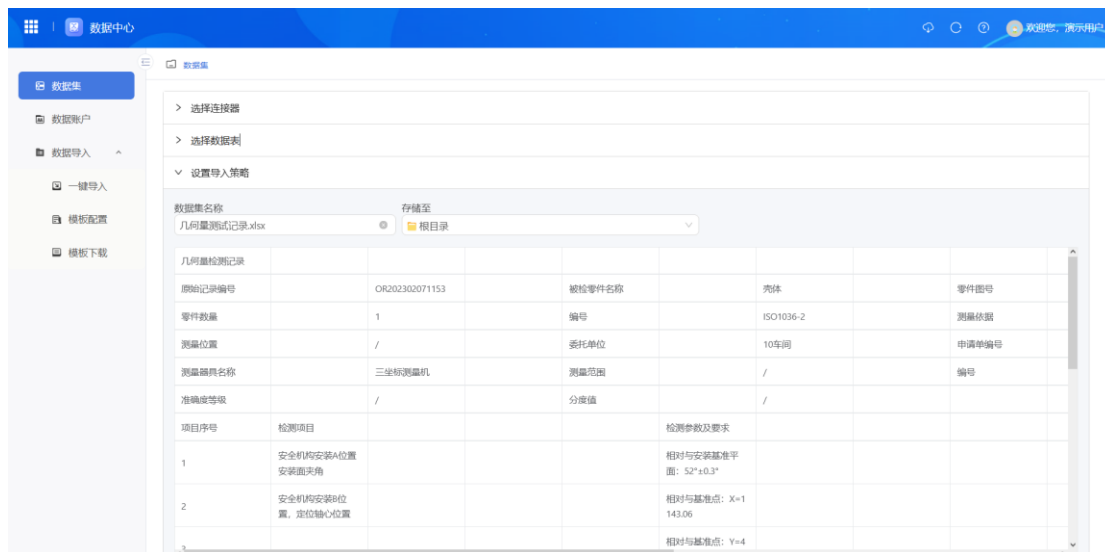 数据中心
欢迎您，演示用户
数据集
数据集
数据账户
数据导入
一键导入
模板配置
模板下载
选择连接器
选择数据表
设置导入策略
数据集名称 存储至
几何量测试记录.xlsx 根目录
几何量检测记录
原始记录编号 OR202302071153 被检零件名称 壳体 零件图号
零件数量 1 编号 ISO1036-2 测量依据
测量位置 / 委托单位 10车间 申请单编号
测量器具名称 三坐标测量机 测量范围 / 编号
准确度等级 / 分度值 /
项目序号 检测项目 检测参数及要求
1 安全机构安装A位置 相对与安装基准平
安装面夹角 面：52°±0.3°
2 安全机构安装B位 相对与基准点：X=1
置，定位轴心位置 143.06
3 相对与基准点：Y=4